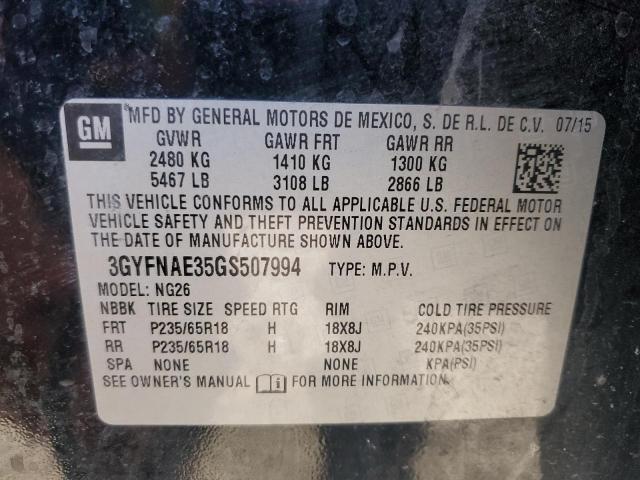 GM
MFD BY GENERAL MOTORS DE MEXICO, S. DE R.L. DE C.V. 07/15
GVWR GAWR FRT GAWR RR
2480 KG 1410 KG 1300 KG
5467 LB 3108 LB 2866 LB
THIS VEHICLE CONFORMS TO ALL APPLICABLE U.S. FEDERAL MOTOR
VEHICLE SAFETY AND THEFT PREVENTION STANDARDS IN EFFECT ON
THE DATE OF MANUFACTURE SHOWN ABOVE.
3GYFNAE35GS507994 TYPE: M.P.V.
MODEL: NG26
NBBK TIRE SIZE SPEED RTG RIM COLD TIRE PRESSURE
FRT P235/65R18 H 18X8J 240KPA(35PSI)
RR P235/65R18 H 18X8J 240KPA(35PSI)
SPA NONE NONE KPA(PSI)
SEE OWNER'S MANUAL FOR MORE INFORMATION.